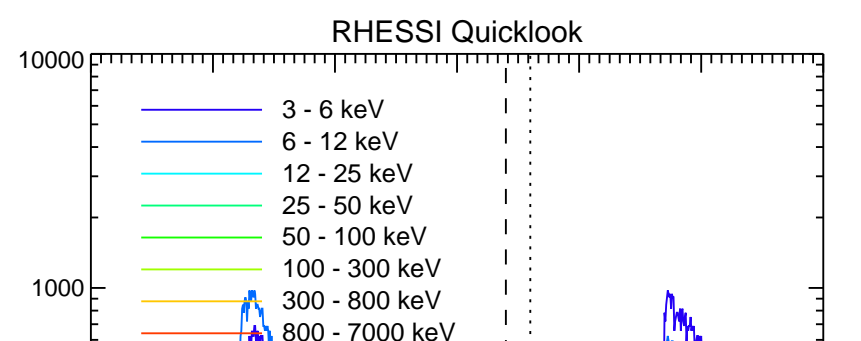 RHESSI Quicklook
10000
3 - 6 keV
6 - 12 keV
12 - 25 keV
25 - 50 keV
50 - 100 keV
100 - 300 keV
1000
300 - 800 keV
800 - 7000 keV